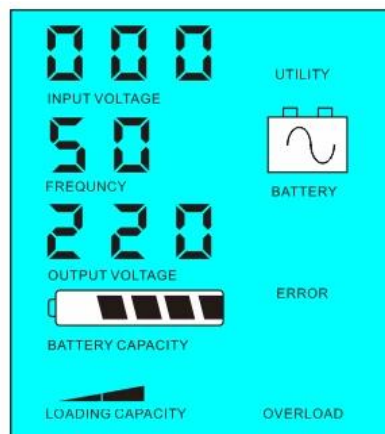 000
UTILITY
INPUT VOLTAGE
50
FREQUNCY
BATTERY
220
OUTPUT VOLTAGE
ERROR
BATTERY CAPACITY
LOADING CAPACITY
OVERLOAD